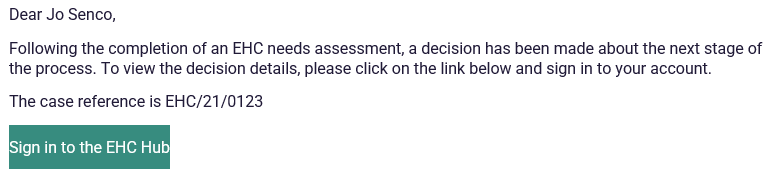 Dear Jo Senco,
Following the completion of an EHC needs assessment, a decision has been made about the next stage of
the process. To view the decision details, please click on the link below and sign in to your account.
The case reference is EHC/21/0123
Sign in to the EHC Hub